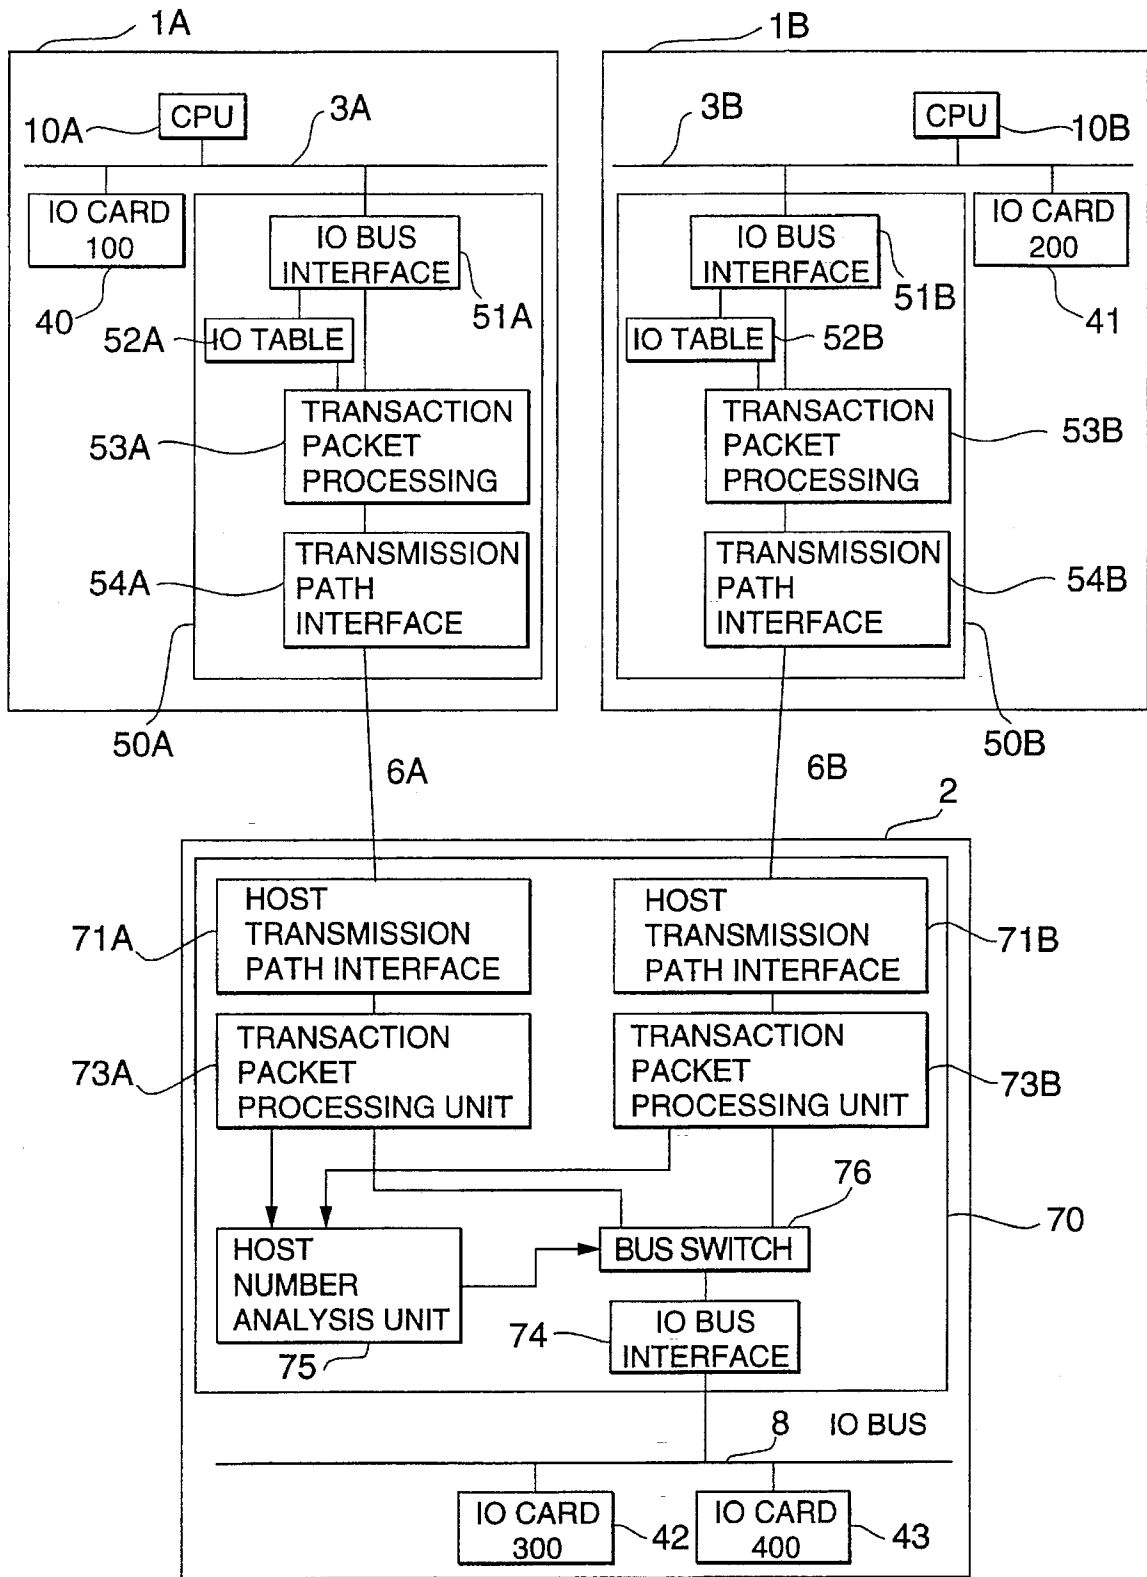 1A
1B
CPU
10A
3A
3B
CPU
10B
IO CARD
100
40
IO BUS
INTERFACE
51A
52A
IO TABLE
TRANSACTION
PACKET
PROCESSING
53A
TRANSMISSION
PATH
INTERFACE
54A
50A
IO BUS
INTERFACE
51B
IO CARD
200
41
IO TABLE
52B
TRANSACTION
PACKET
PROCESSING
53B
TRANSMISSION
PATH
INTERFACE
54B
50B
6A
6B
2
HOST
TRANSMISSION
PATH INTERFACE
71A
HOST
TRANSMISSION
PATH INTERFACE
71B
TRANSACTION
PACKET
PROCESSING UNIT
73A
TRANSACTION
PACKET
PROCESSING UNIT
73B
76
70
HOST
NUMBER
ANALYSIS UNIT
75
BUS SWITCH
74
IO BUS
INTERFACE
8
IO BUS
IO CARD
300
42
IO CARD
400
43